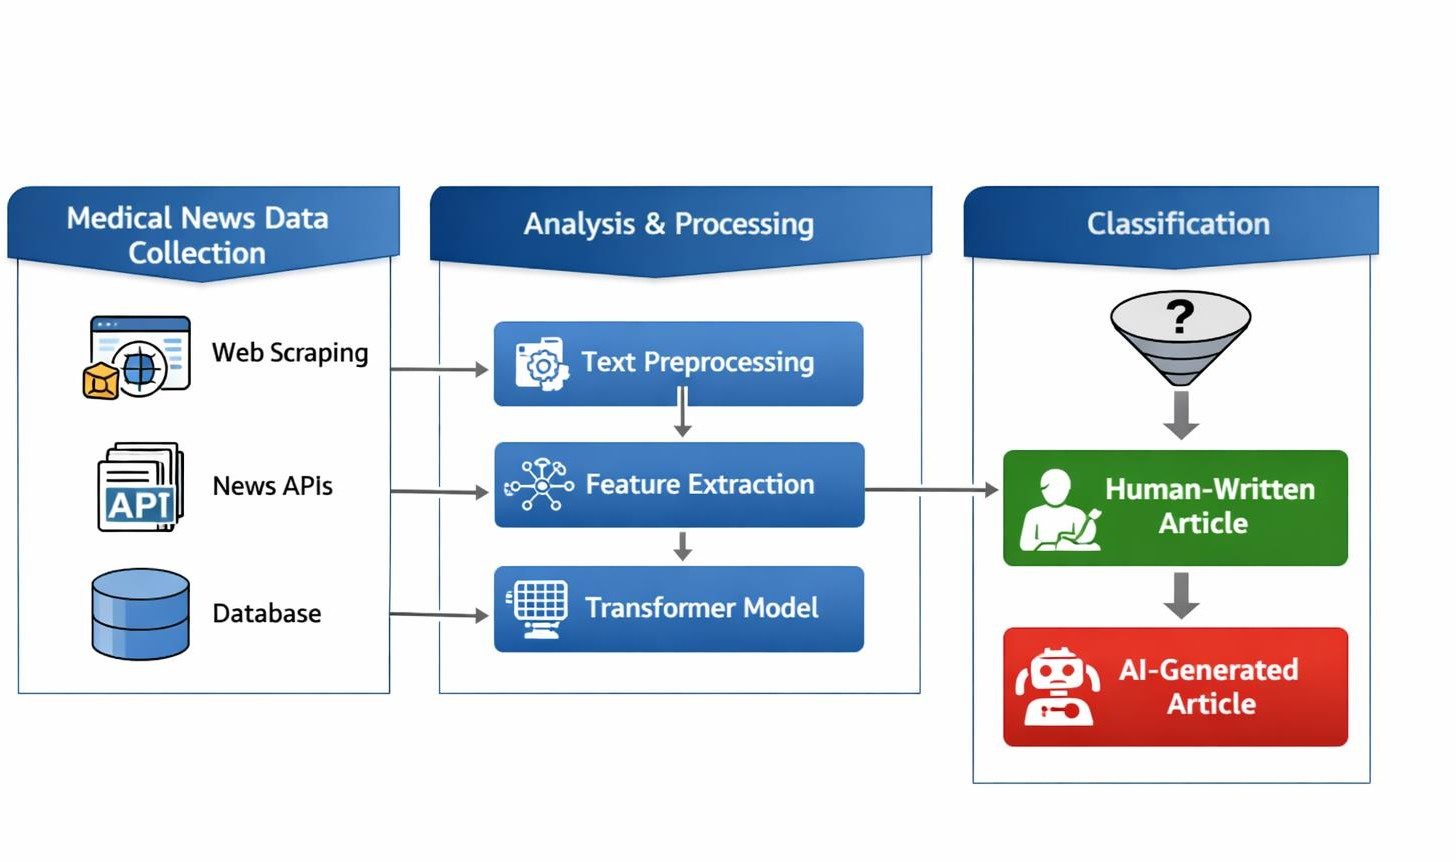 Medical News Data
Collection
Web Scraping
API
News APIs
Database
Analysis & Processing
Text Preprocessing
Feature Extraction
Transformer Model
Classification
?
Human-Written
Article
AI-Generated
Article